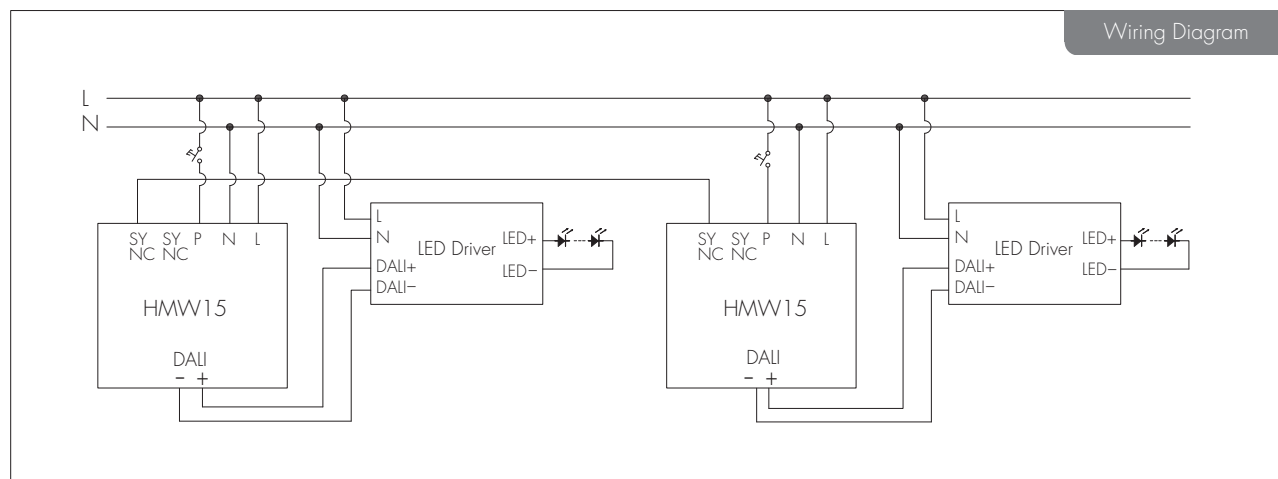 Wiring Diagram
L
N
SY NC SY NC P N L
HMW15
DALI
− +
L
N
DALI+
DALI−
LED Driver
LED+
LED−
SY NC SY NC P N L
HMW15
DALI
− +
L
N
DALI+
DALI−
LED Driver
LED+
LED−